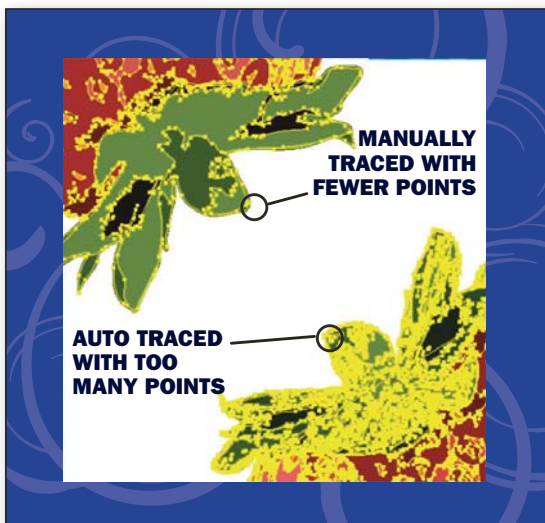 MANUALLY
TRACED WITH
FEWER POINTS
AUTO TRACED
WITH TOO
MANY POINTS